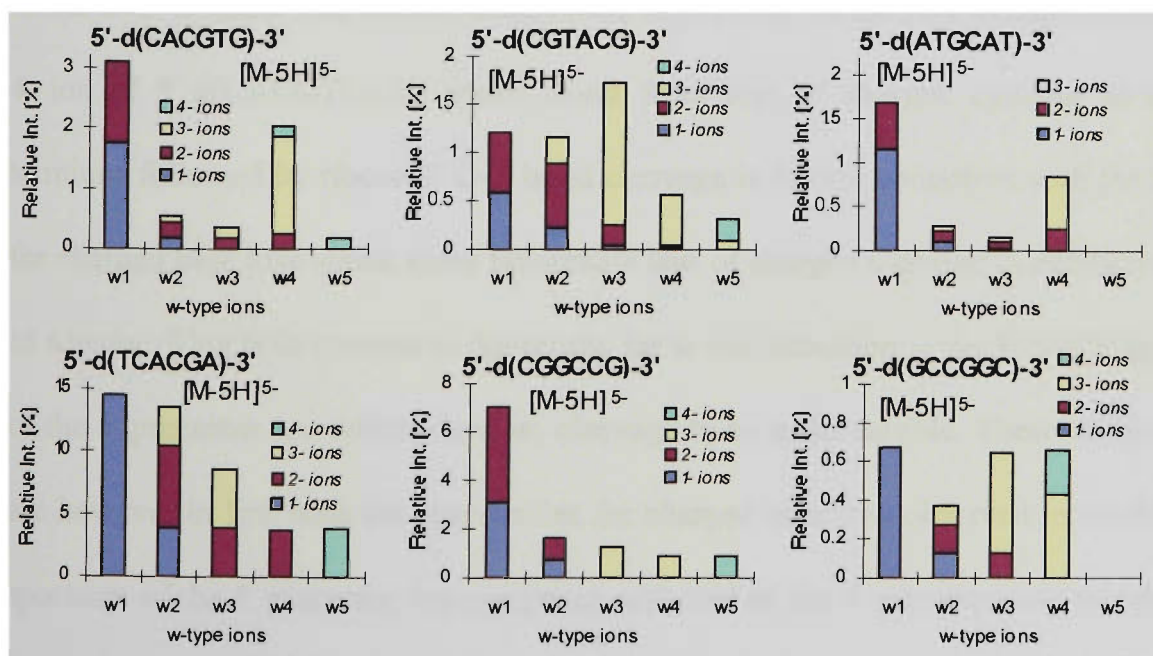 5'-d(CACGTG)-3'
[M-5H]5-
Relative Int. [%]
3
2
1
0
4- ions
3- ions
2- ions
1- ions
w1 w2 w3 w4 w5
w-type ions
5'-d(CGTACG)-3'
[M-5H]5-
Relative Int. [%]
2
1.5
1
0.5
0
4- ions
3- ions
2- ions
1- ions
w1 w2 w3 w4 w5
w-type ions
5'-d(ATGCAT)-3'
[M-5H]5-
Relative Int. [%]
2
1
0.5
0
3- ions
2- ions
1- ions
w1 w2 w3 w4 w5
w-type ions
5'-d(TCACGA)-3'
[M-5H]5-
Relative Int. [%]
15
10
5
0
4- ions
3- ions
2- ions
1- ions
w1 w2 w3 w4 w5
w-type ions
5'-d(CGGCCG)-3'
[M-5H]5-
Relative Int. [%]
8
6
4
2
0
4- ions
3- ions
2- ions
1- ions
w1 w2 w3 w4 w5
w-type ions
5'-d(GCCGGC)-3'
[M-5H]5-
Relative Int. [%]
1
0.8
0.6
0.4
0.2
0
4- ions
3- ions
2- ions
1- ions
w1 w2 w3 w4 w5
w-type ions